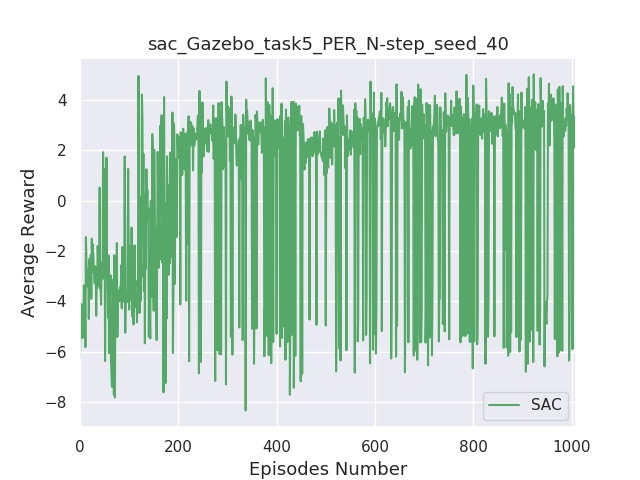 sac_Gazebo_task5_PER_N-step_seed_40
Average Reward
4
2
0
−2
−4
−6
−8
SAC
0 200 400 600 800 1000
Episodes Number